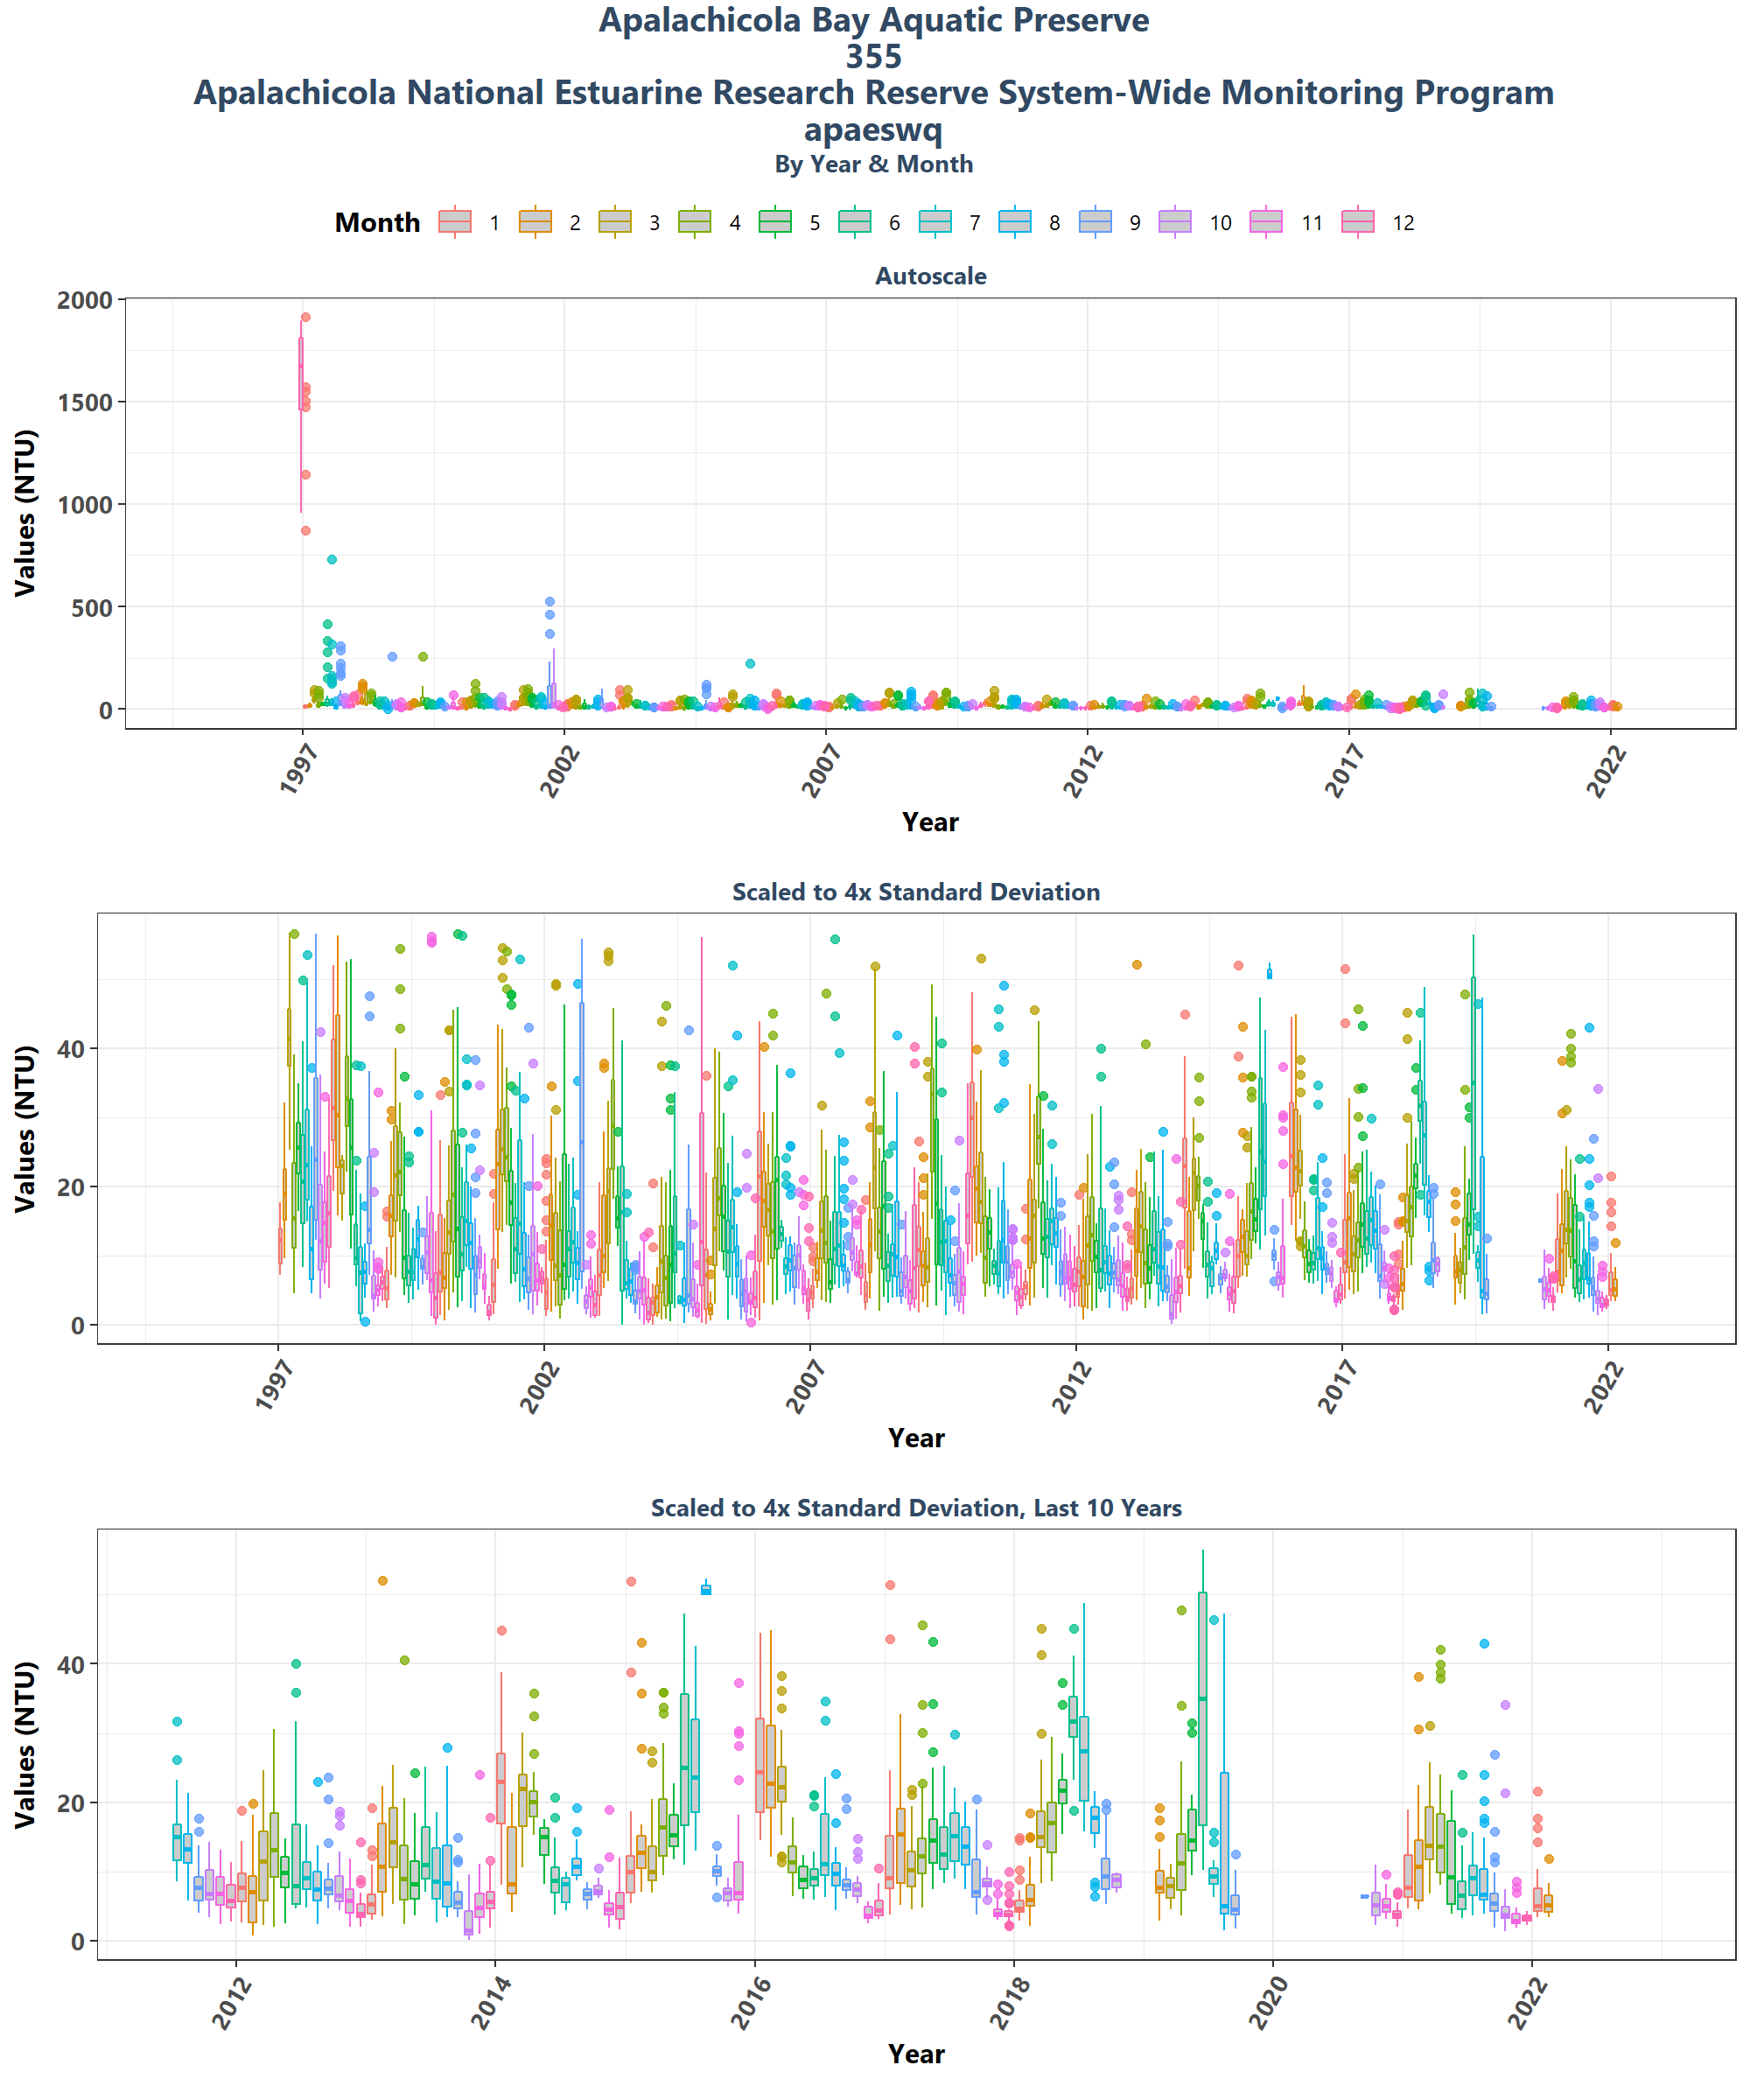 Apalachicola Bay Aquatic Preserve
355
Apalachicola National Estuarine Research Reserve System-Wide Monitoring Program
apaeswq
By Year & Month
Month 1 2 3 4 5 6 7 8 9 10 11 12
Autoscale
Values (NTU)
2000
1500
1000
500
0
1997 2002 2007 2012 2017 2022
Year
Scaled to 4x Standard Deviation
Values (NTU)
40
20
0
1997 2002 2007 2012 2017 2022
Year
Scaled to 4x Standard Deviation, Last 10 Years
Values (NTU)
40
20
0
2012 2014 2016 2018 2020 2022
Year